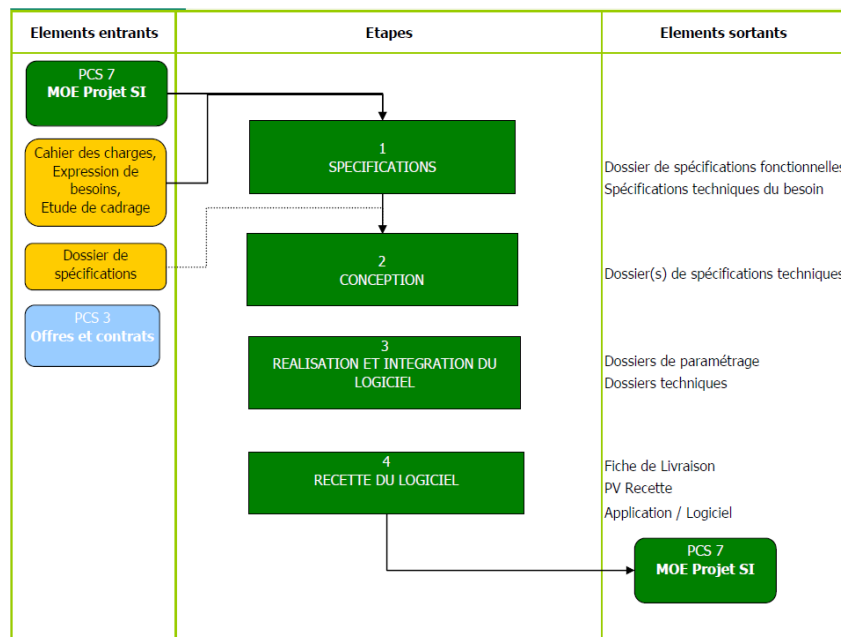 Elements entrants
Etapes
Elements sortants
PCS 7
MOE Projet SI
Cahier des charges,
Expression de
besoins,
Etude de cadrage
1
SPECIFICATIONS
Dossier de spécifications fonctionnelles
Spécifications techniques du besoin
Dossier de
spécifications
2
CONCEPTION
Dossier(s) de spécifications techniques
PCS 3
Offres et contrats
3
REALISATION ET INTEGRATION DU
LOGICIEL
Dossiers de paramétrage
Dossiers techniques
4
RECETTE DU LOGICIEL
Fiche de Livraison
PV Recette
Application / Logiciel
PCS 7
MOE Projet SI